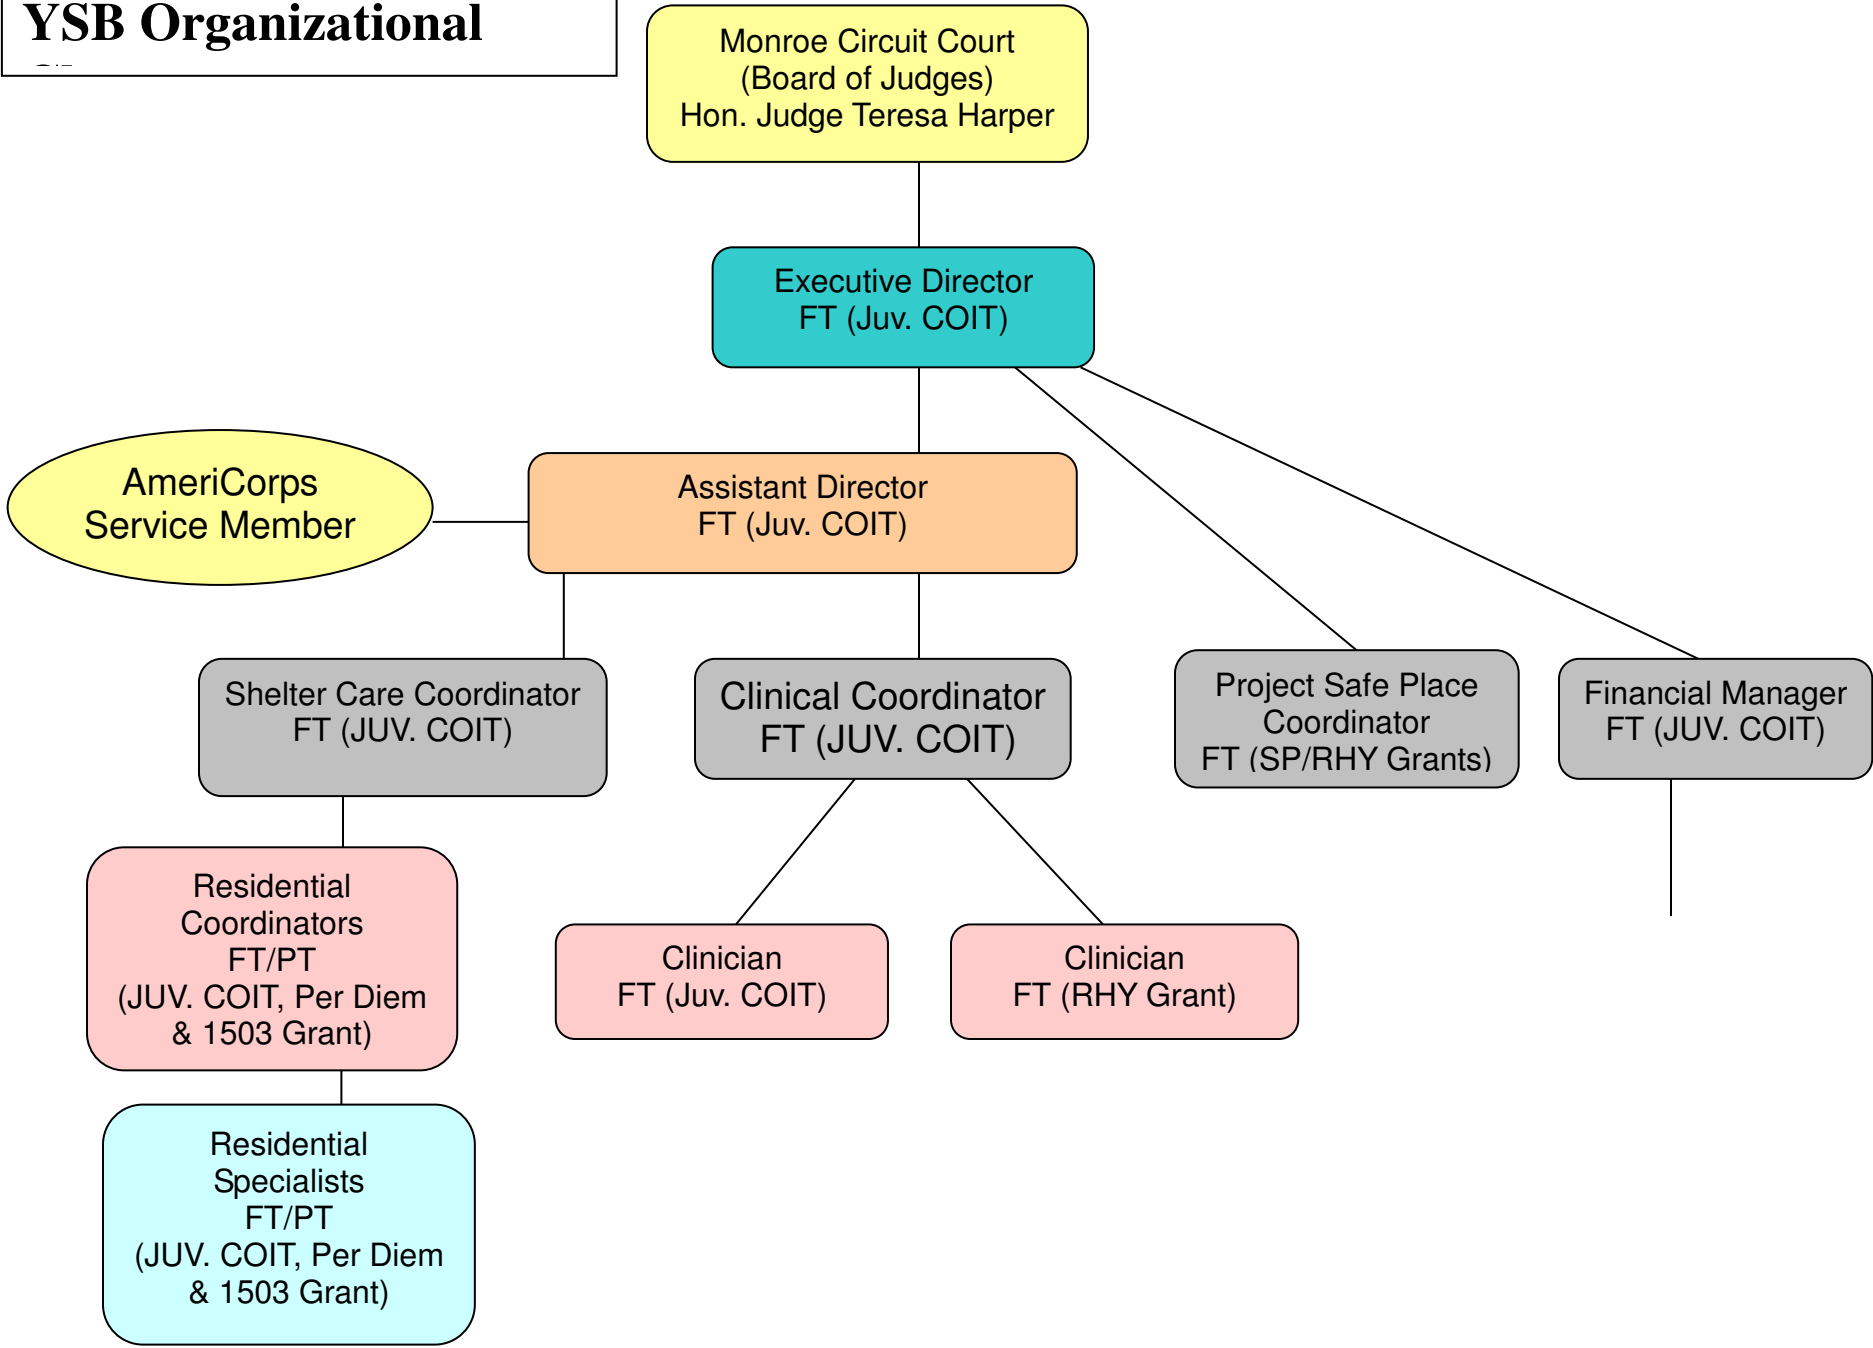 YSB Organizational
Monroe Circuit Court
(Board of Judges)
Hon. Judge Teresa Harper
Executive Director
FT (Juv. COIT)
AmeriCorps
Service Member
Assistant Director
FT (Juv. COIT)
Shelter Care Coordinator
FT (JUV. COIT)
Clinical Coordinator
FT (JUV. COIT)
Project Safe Place
Coordinator
FT (SP/RHY Grants)
Financial Manager
FT (JUV. COIT)
Residential
Coordinators
FT/PT
(JUV. COIT, Per Diem
& 1503 Grant)
Clinician
FT (Juv. COIT)
Clinician
FT (RHY Grant)
Residential
Specialists
FT/PT
(JUV. COIT, Per Diem
& 1503 Grant)